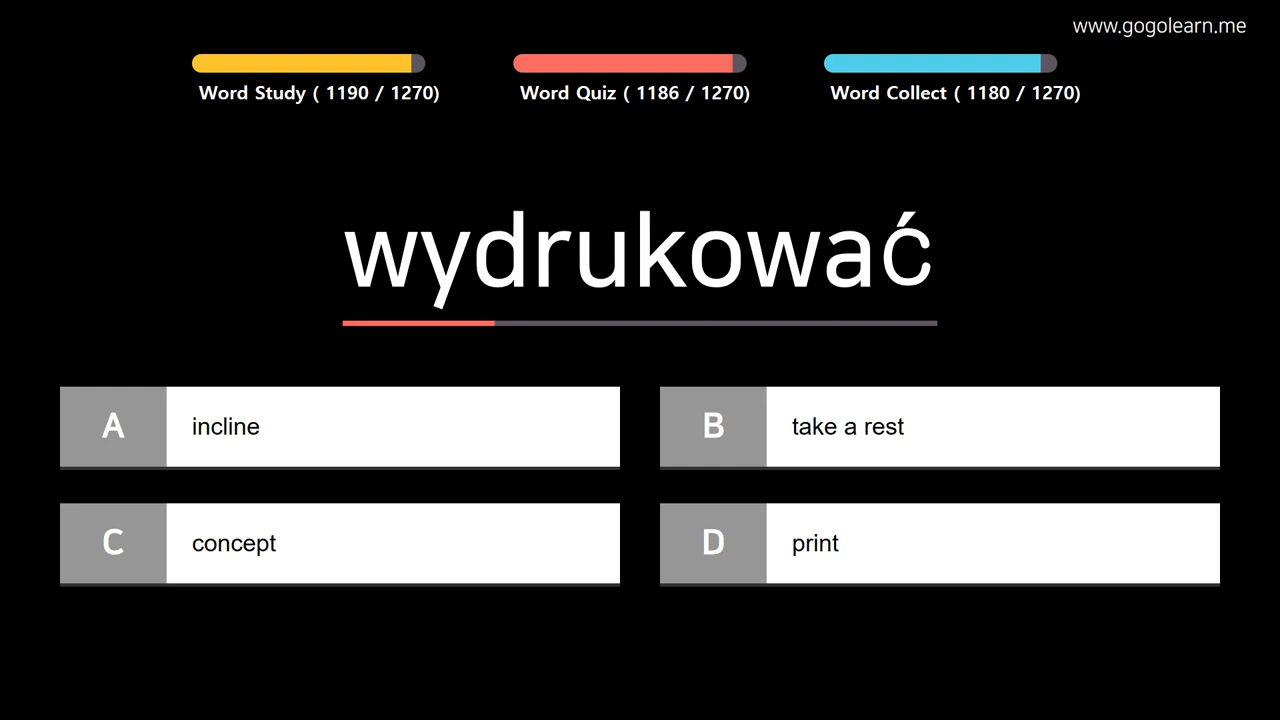 www.gogolearn.me
Word Study ( 1190 / 1270)
Word Quiz ( 1186 / 1270)
Word Collect ( 1180 / 1270)
wydrukować
A incline
B take a rest
C concept
D print